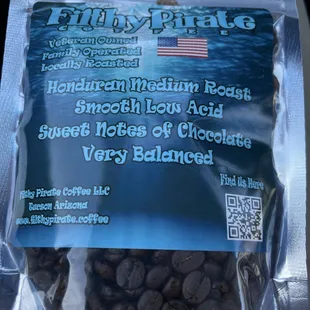 Filthy Pirate
COFFEE
Veteran Owned
Family Operated
Locally Roasted
Honduran Medium Roast
Smooth Low Acid
Sweet Notes of Chocolate
Very Balanced
Filthy Pirate Coffee LLC
Tucson Arizona
www.filthypirate.coffee
Find Us Here